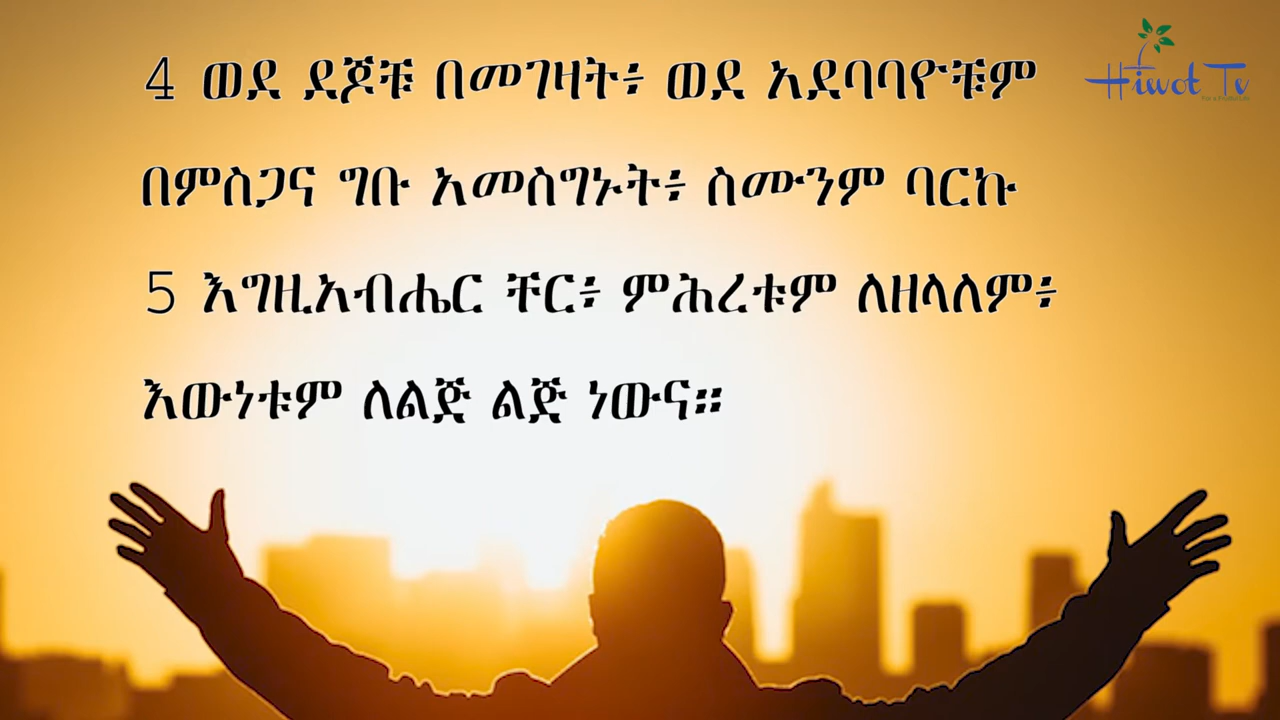 4 ወደ ደጆቹ በመገዛት፥ ወደ አደባባዮቹም
በምስጋና ግቡ አመስግኑት፥ ስሙንም ባርኩ
5 እግዚአብሔር ቸር፥ ምሕረቱም ለዘላለም፥
እውነቱም ለልጅ ልጅ ነውና።
Hiwot Tv